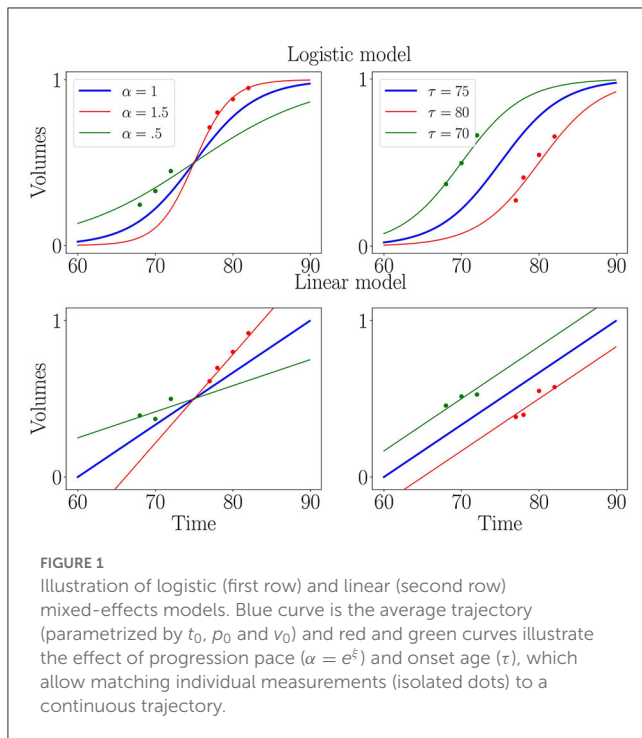 Logistic model
1
α = 1
α = 1.5
α = .5
Volumes
0
60 70 80 90
1
τ = 75
τ = 80
τ = 70
0
60 70 80 90
Linear model
1
Volumes
0
60 70 80 90
Time
1
0
60 70 80 90
Time
FIGURE 1
Illustration of logistic (first row) and linear (second row)
mixed-effects models. Blue curve is the average trajectory
(parametrized by t₀, p₀ and v₀) and red and green curves illustrate
the effect of progression pace (α = e^ξ) and onset age (τ), which
allow matching individual measurements (isolated dots) to a
continuous trajectory.